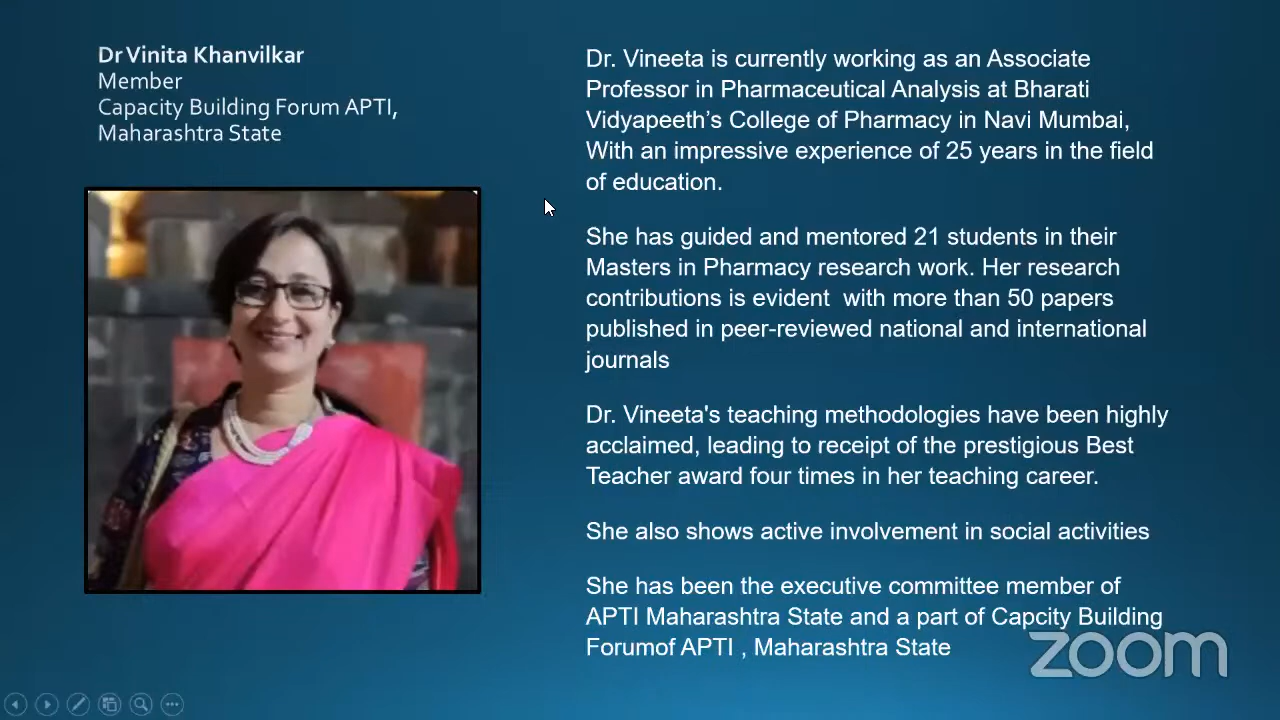 Dr Vinita Khanvilkar
Member
Capacity Building Forum APTI,
Maharashtra State
Dr. Vineeta is currently working as an Associate
Professor in Pharmaceutical Analysis at Bharati
Vidyapeeth’s College of Pharmacy in Navi Mumbai,
With an impressive experience of 25 years in the field
of education.
She has guided and mentored 21 students in their
Masters in Pharmacy research work. Her research
contributions is evident  with more than 50 papers
published in peer-reviewed national and international
journals
Dr. Vineeta's teaching methodologies have been highly
acclaimed, leading to receipt of the prestigious Best
Teacher award four times in her teaching career.
She also shows active involvement in social activities
She has been the executive committee member of
APTI Maharashtra State and a part of Capcity Building
Forumof APTI , Maharashtra State
zoom